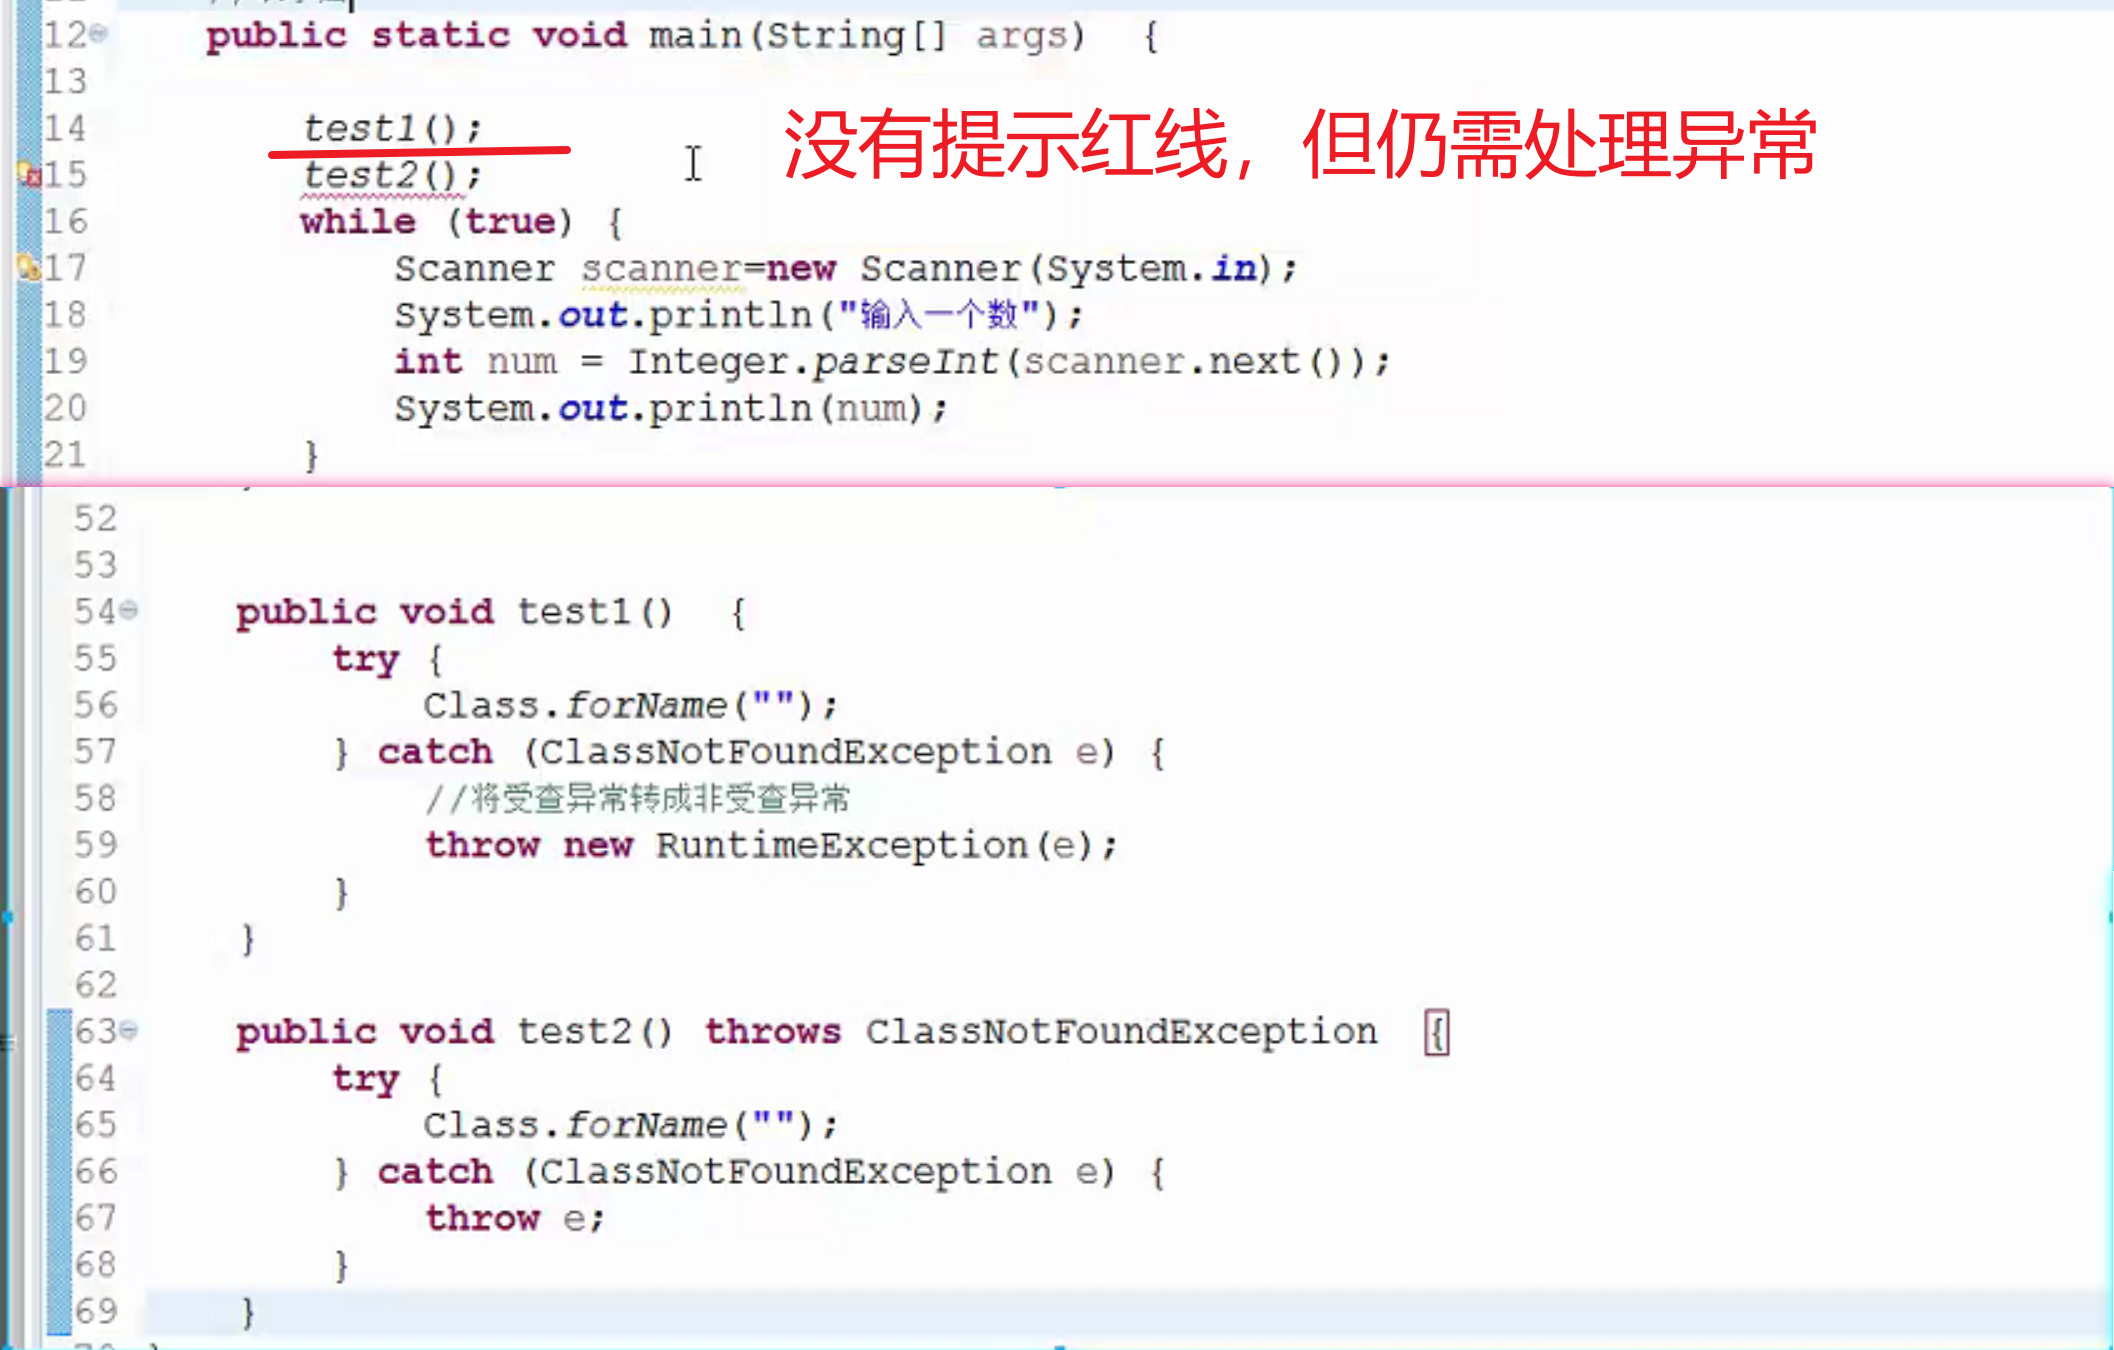 12 public static void main(String[] args) {
13
14 test1();
没有提示红线，但仍需处理异常
15 test2();
16 while (true) {
17 Scanner scanner=new Scanner(System.in);
18 System.out.println("输入一个数");
19 int num = Integer.parseInt(scanner.next());
20 System.out.println(num);
21 }
52
53
54 public void test1() {
55 try {
56 Class.forName("");
57 } catch (ClassNotFoundException e) {
58 //将受查异常转成非受查异常
59 throw new RuntimeException(e);
60 }
61 }
62
63 public void test2() throws ClassNotFoundException {
64 try {
65 Class.forName("");
66 } catch (ClassNotFoundException e) {
67 throw e;
68 }
69 }